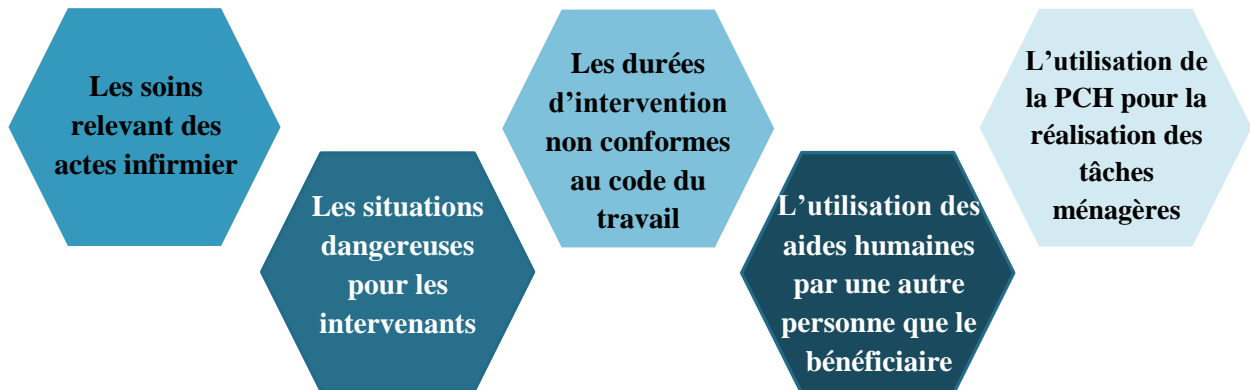 Les soins
relevant des
actes infirmier
Les situations
dangereuses
pour les
intervenants
Les durées
d’intervention
non conformes
au code du
travail
L’utilisation des
aides humaines
par une autre
personne que le
bénéficiaire
L’utilisation de
la PCH pour la
réalisation des
tâches
ménagères